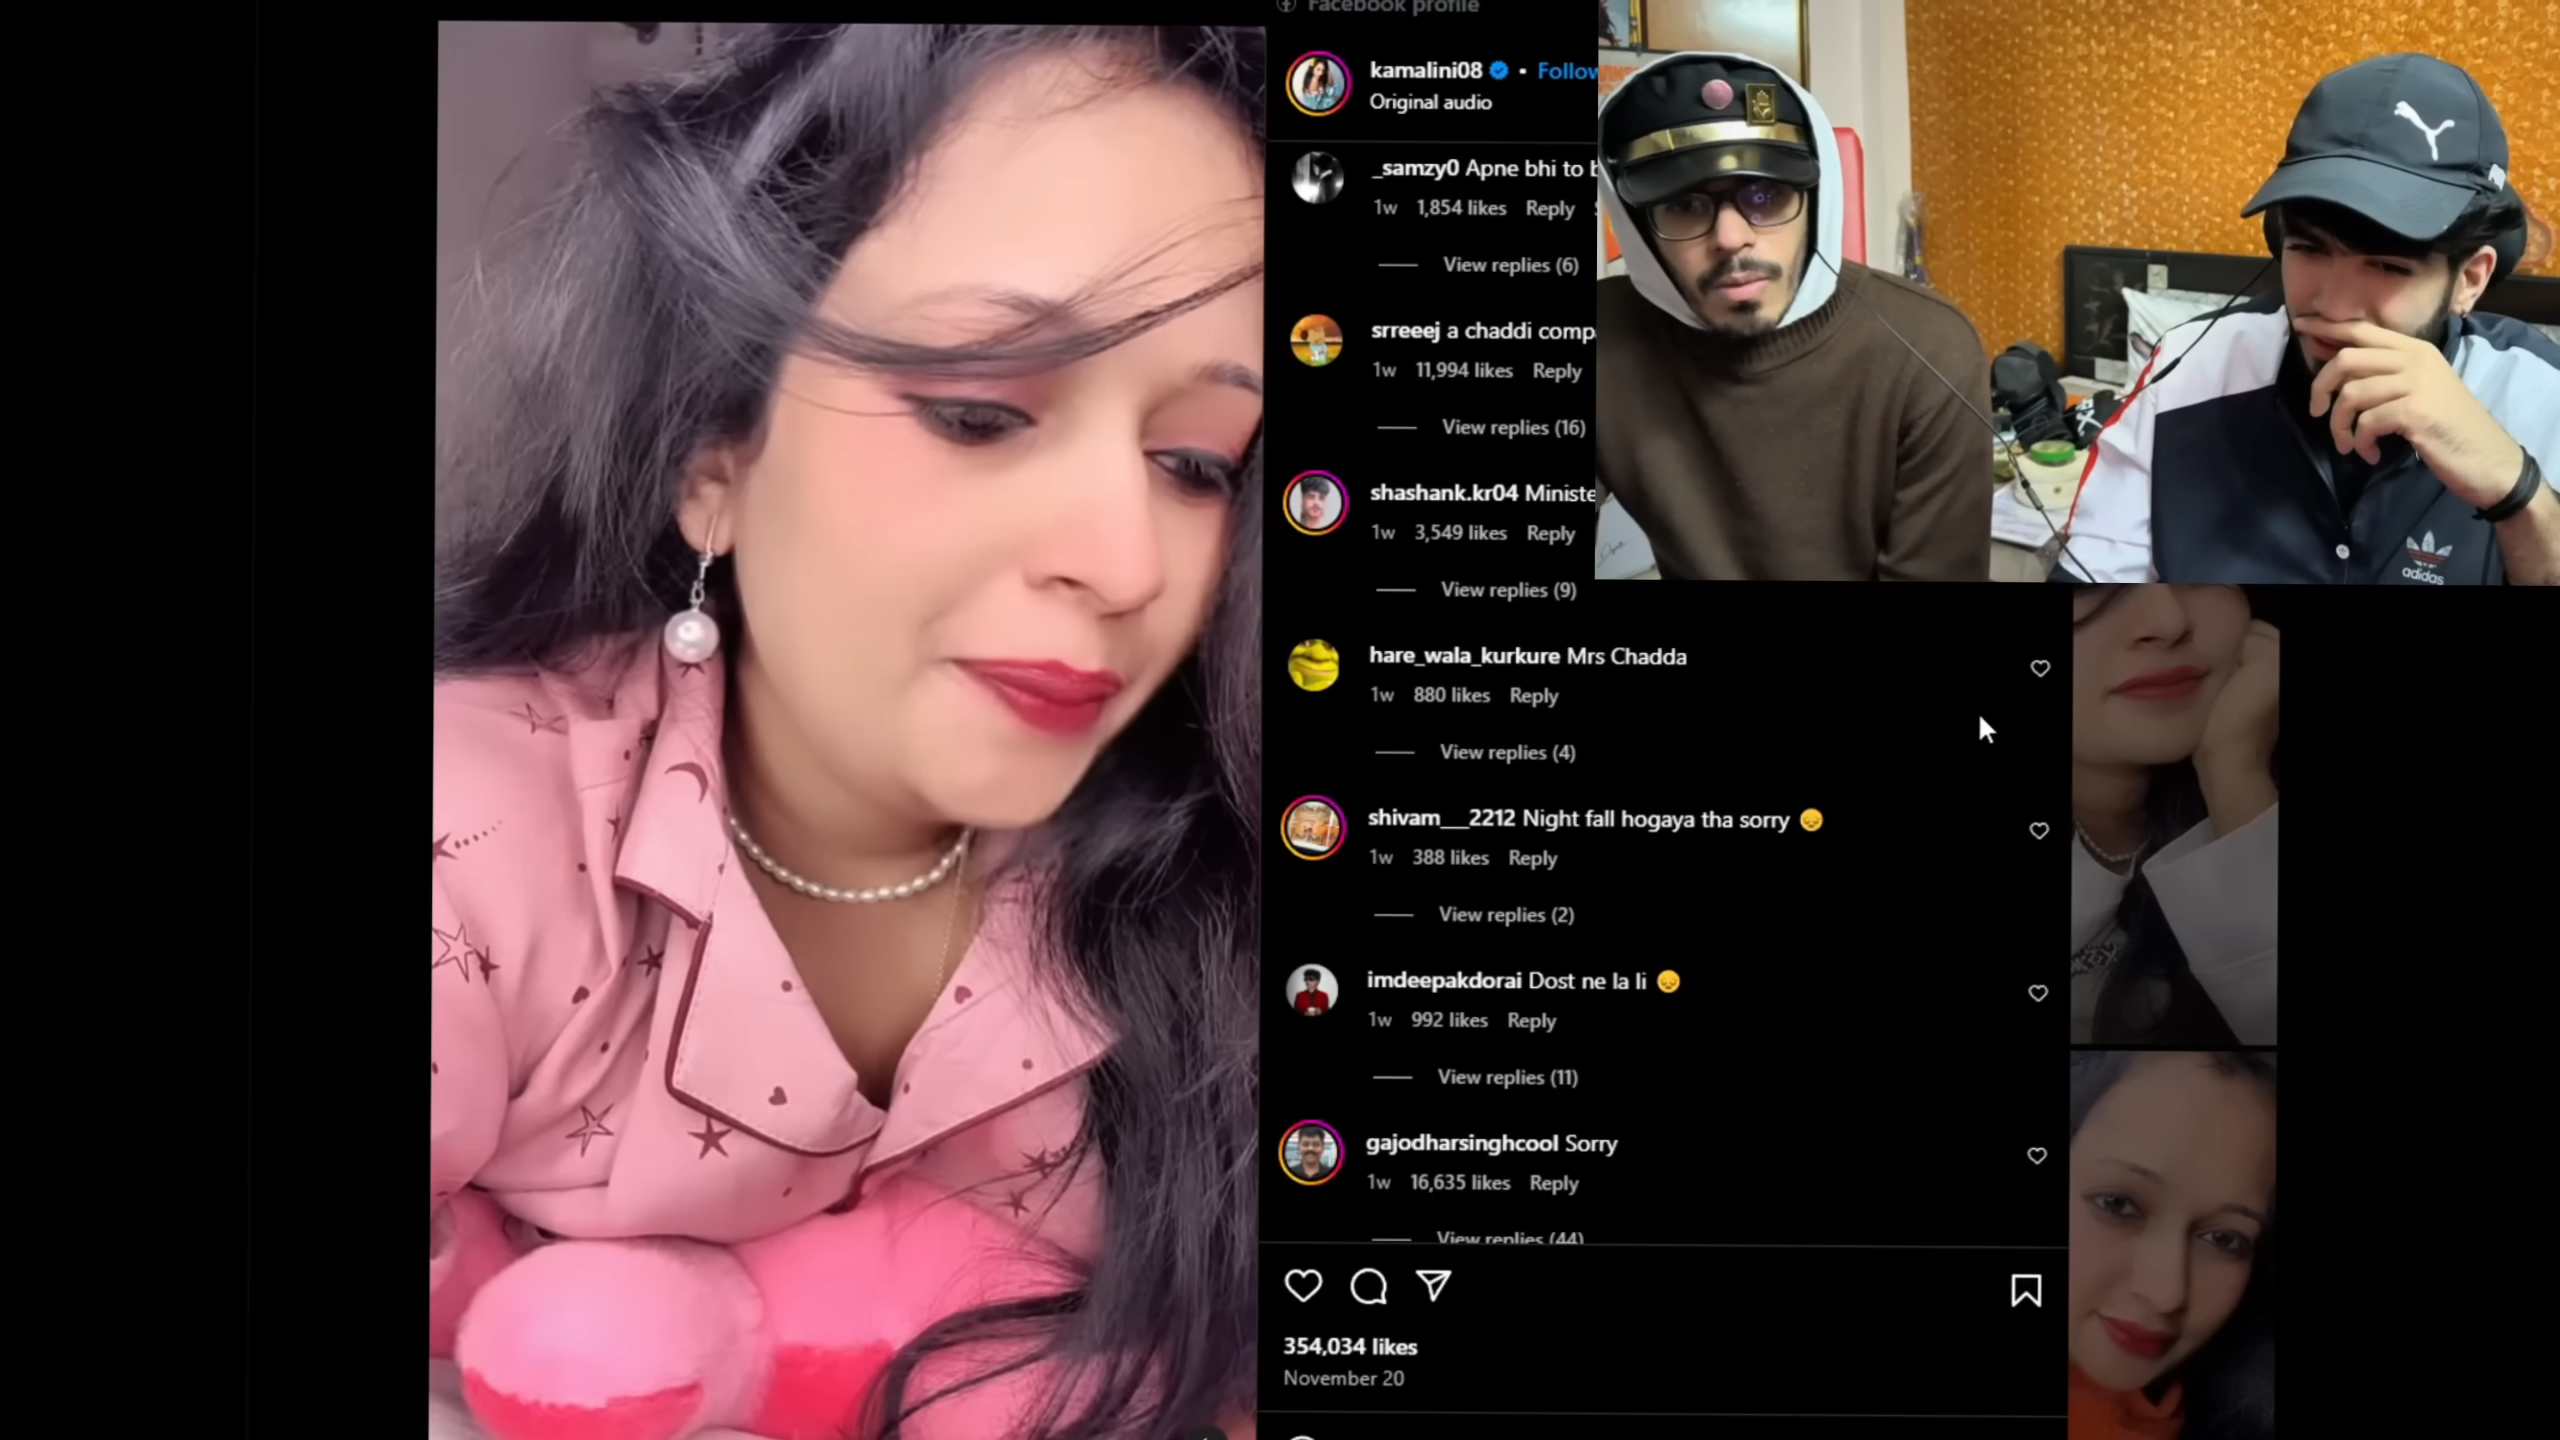 Facebook profile
kamalini08 • Follow
Original audio
_samzy0 Apne bhi to
1w 1,854 likes Reply
View replies (6)
srreeej a chaddi comp
1w 11,994 likes Reply
View replies (16)
shashank.kr04 Ministe
1w 3,549 likes Reply
View replies (9)
hare_wala_kurkure Mrs Chadda
1w 880 likes Reply
View replies (4)
shivam__2212 Night fall hogaya tha sorry 😞
1w 388 likes Reply
View replies (2)
imdeepakdorai Dost ne la li 😞
1w 992 likes Reply
View replies (11)
gajodharsinghcool Sorry
1w 16,635 likes Reply
View replies (44)
354,034 likes
November 20
adidas